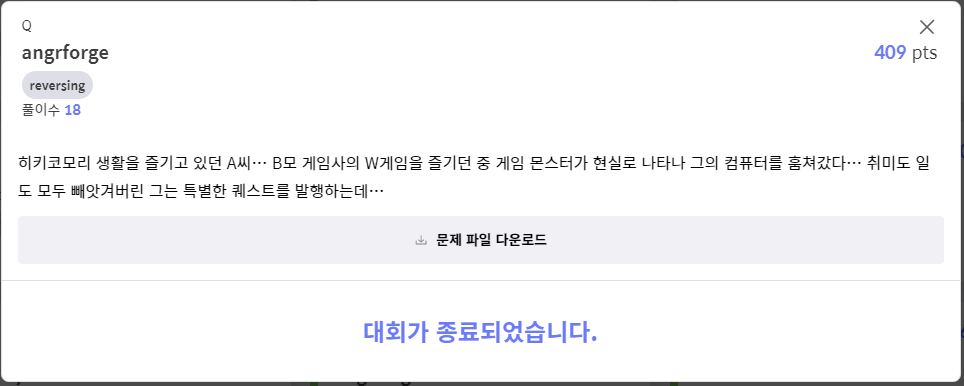 Q
angrforge
409 pts
reversing
풀이수 18
히키코모리 생활을 즐기고 있던 A씨… B모 게임사의 W게임을 즐기던 중 게임 몬스터가 현실로 나타나 그의 컴퓨터를 훔쳐갔다… 취미도 일
도 모두 빼앗겨버린 그는 특별한 퀘스트를 발행하는데…
문제 파일 다운로드
대회가 종료되었습니다.